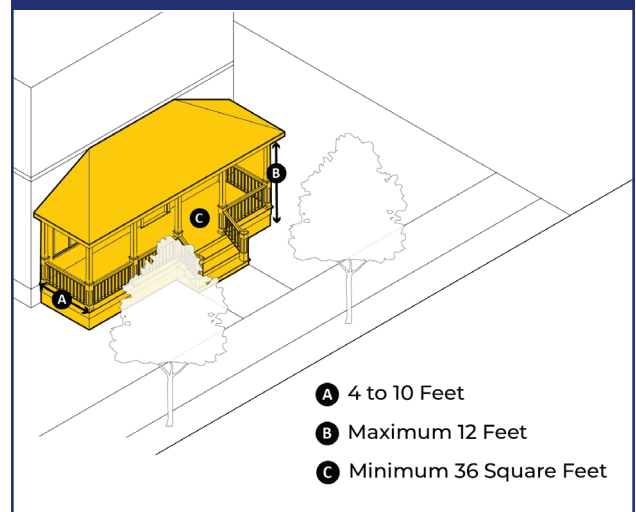 B
C
A
A 4 to 10 Feet
B Maximum 12 Feet
C Minimum 36 Square Feet